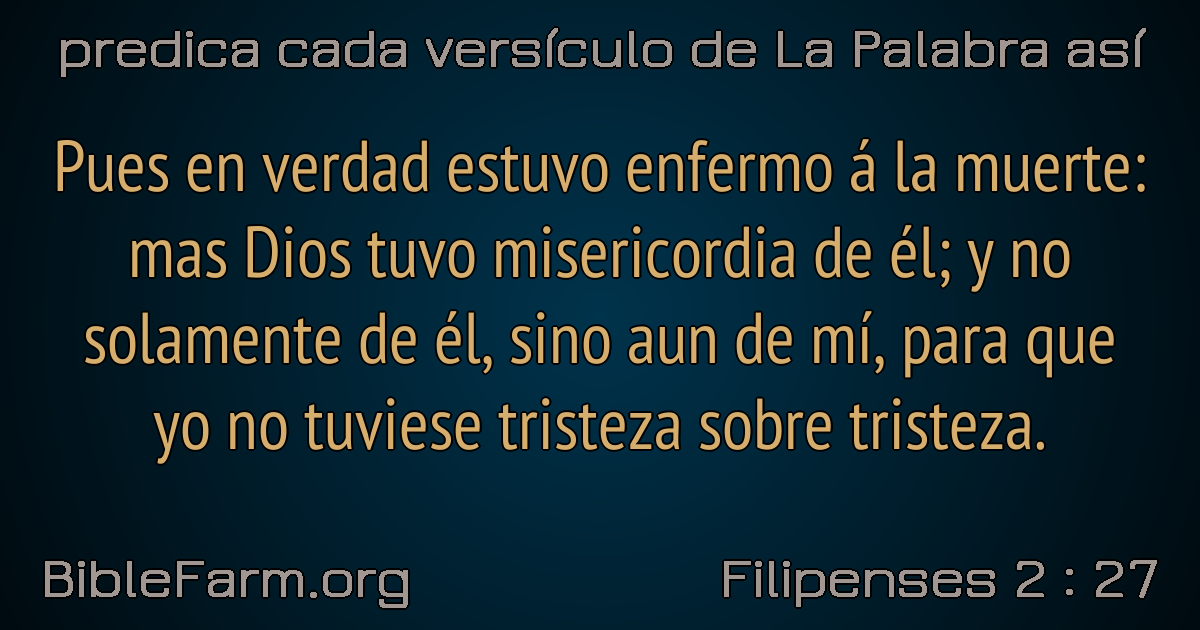 predica cada versículo de La Palabra así
Pues en verdad estuvo enfermo á la muerte:
mas Dios tuvo misericordia de él; y no
solamente de él, sino aun de mí, para que
yo no tuviese tristeza sobre tristeza.
BibleFarm.org
Filipenses 2 : 27